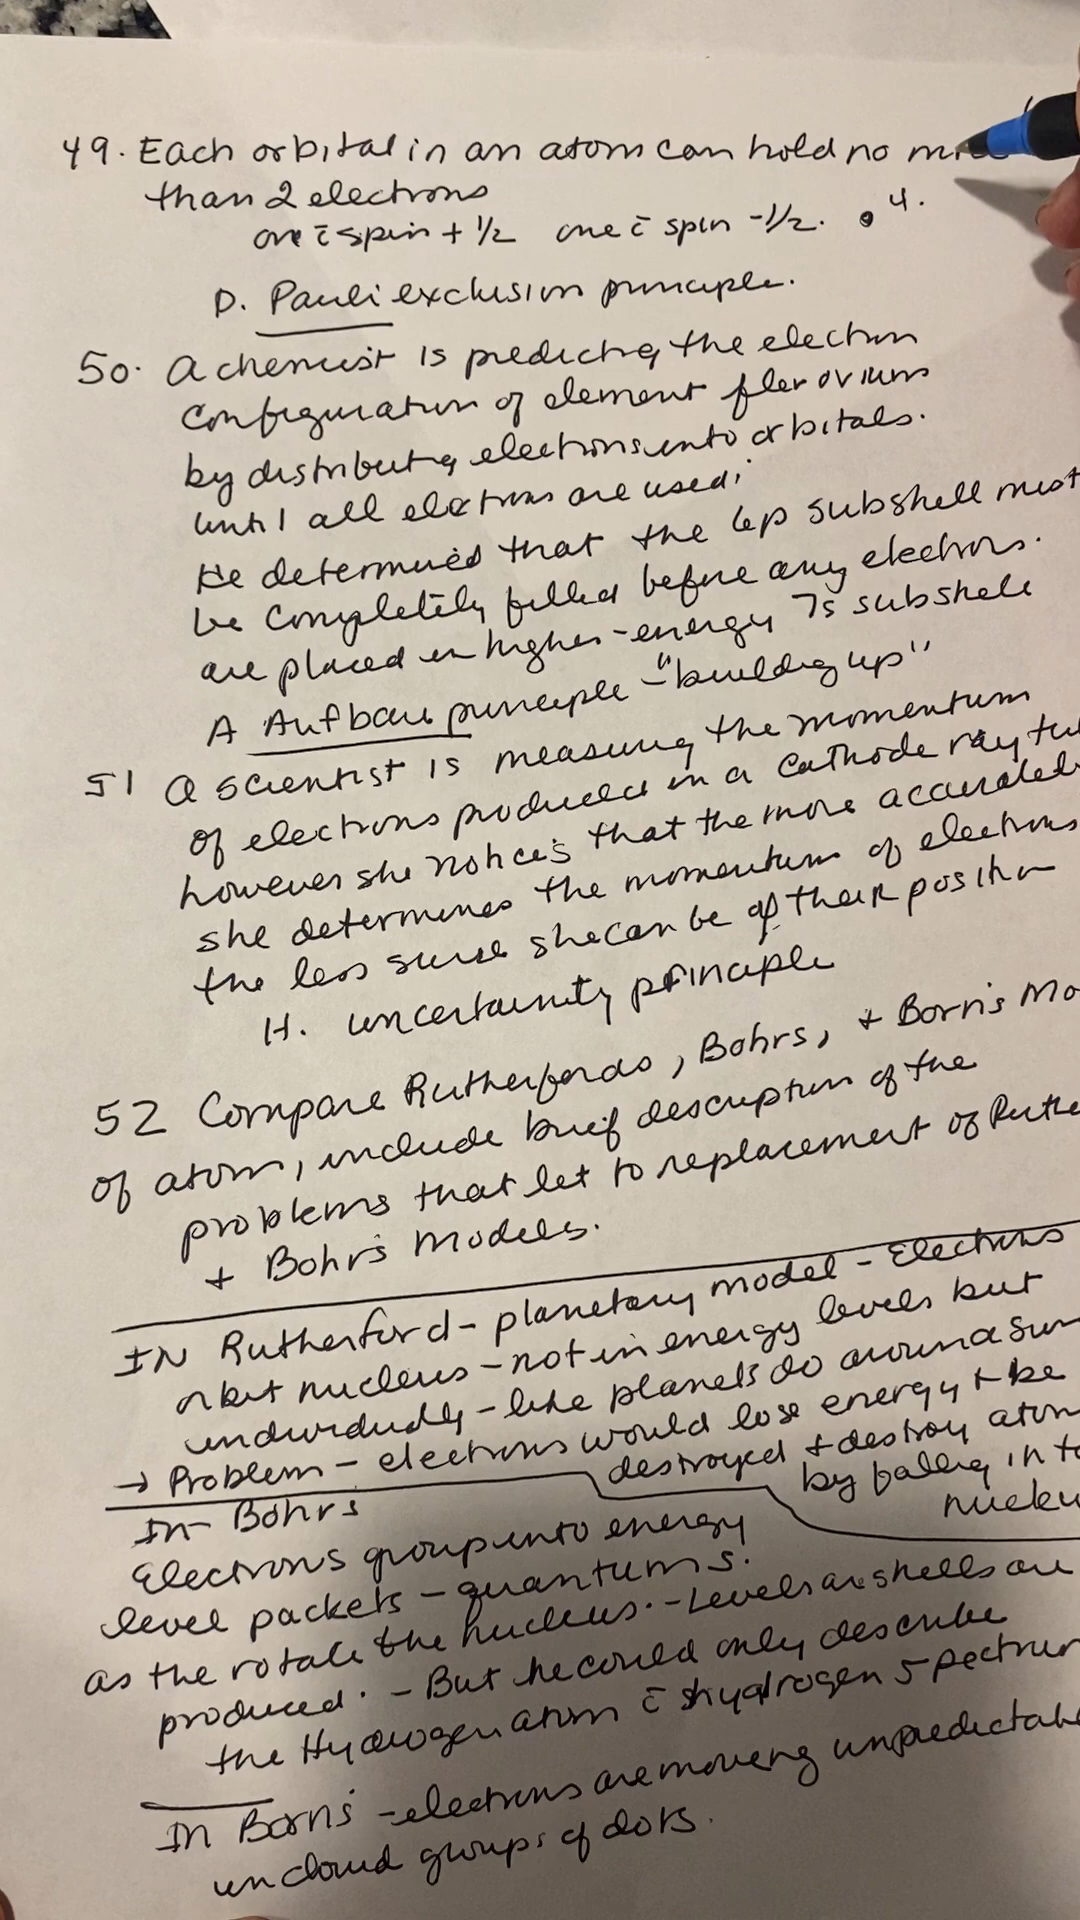 49. Each orbital in an atom can hold no
than 2 electrons
one c̄ spin + 1/2 one c̄ spin -1/2. • 4.
D. Pauli exclusion principle.
50. A chemist is predicting the electron
configuration of element flerovium
by distributing electrons into orbitals.
until all electrons are used;
He determined that the 6p subshell must
be completely filled before any electrons.
are placed in higher-energy 7s subshell
A Aufbau principle - "building up"
51 A scientist is measuring the momentum
of electrons produced in a cathode ray
however she notices that the more
she determines the momentum of electrons
the less sure she can be of their position
H. uncertainty principle
52 Compare Rutherfords, Bohrs, + Born's
of atom, include brief description of the
problems that let to replacement of
+ Bohr's Models.
IN Rutherford - planetary model - Electrons
orbit nucleus - not in energy levels but
individually - like planets do around a sun
→ Problem - electrons would lose energy + be
destroyed + destroy atom
by falling into
In Bohrs
Electrons group into energy
level packets - quantums.
as the rotate the nucleus. - Levels are shells are
produced. - But he could only describe
the Hydrogen atom c̄ hydrogen
In Borns - electrons are moving
in cloud groups of dots.